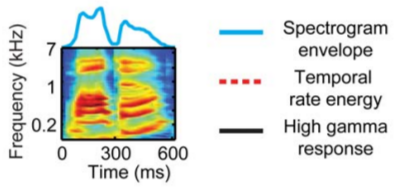 Frequency (kHz)
7
1
0.2
0 300 600
Time (ms)
Spectrogram
envelope
Temporal
rate energy
High gamma
response